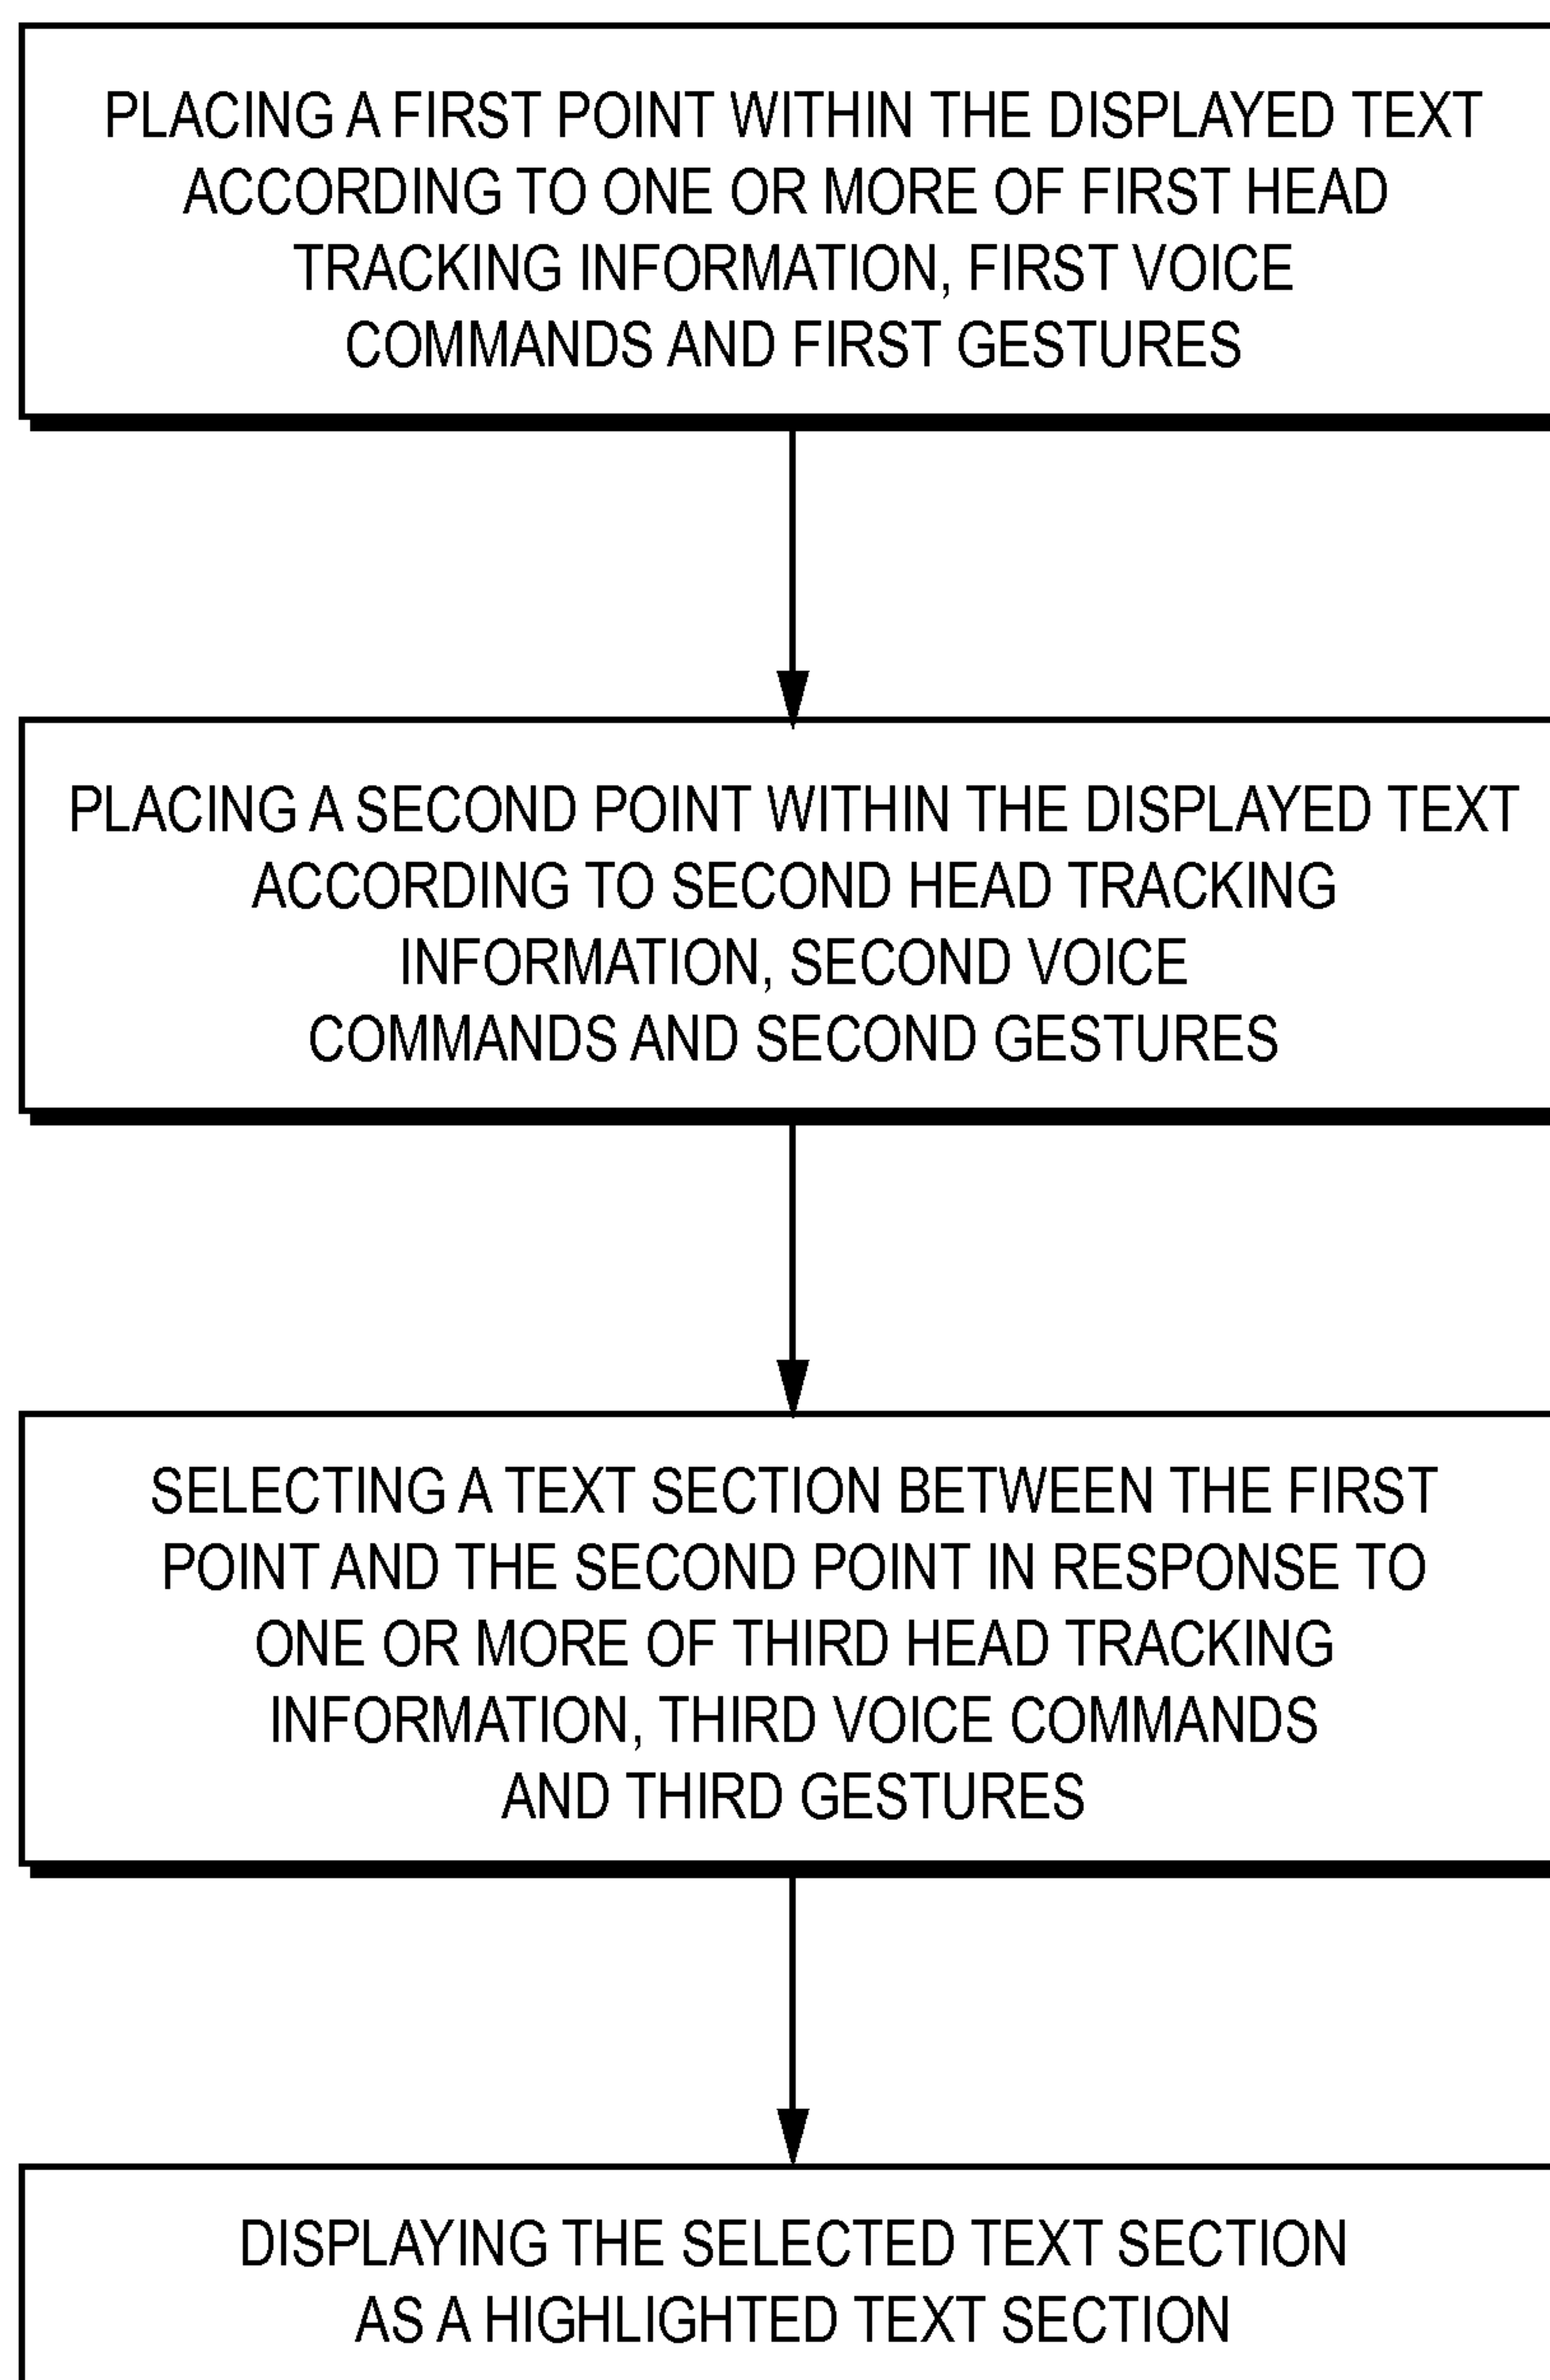 PLACING A FIRST POINT WITHIN THE DISPLAYED TEXT
ACCORDING TO ONE OR MORE OF FIRST HEAD
TRACKING INFORMATION, FIRST VOICE
COMMANDS AND FIRST GESTURES
PLACING A SECOND POINT WITHIN THE DISPLAYED TEXT
ACCORDING TO SECOND HEAD TRACKING
INFORMATION, SECOND VOICE
COMMANDS AND SECOND GESTURES
SELECTING A TEXT SECTION BETWEEN THE FIRST
POINT AND THE SECOND POINT IN RESPONSE TO
ONE OR MORE OF THIRD HEAD TRACKING
INFORMATION, THIRD VOICE COMMANDS
AND THIRD GESTURES
DISPLAYING THE SELECTED TEXT SECTION
AS A HIGHLIGHTED TEXT SECTION